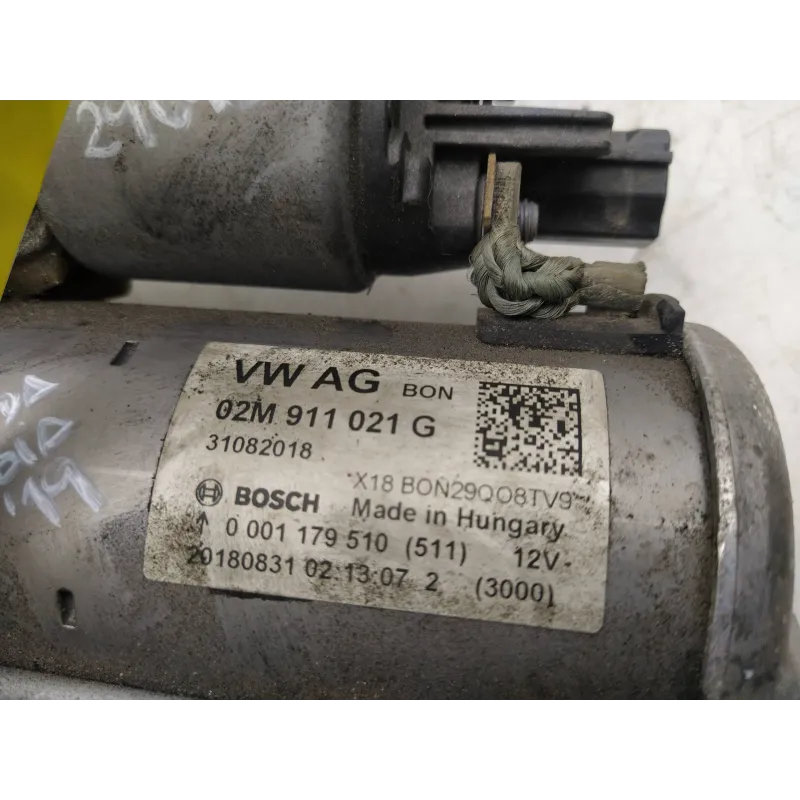 VW AG BON
02M 911 021 G
31082018
X18 BON29QO8TV9
BOSCH Made in Hungary
0 001 179 510 (511) 12V-
20180831 02:13:07 2 (3000)
'19